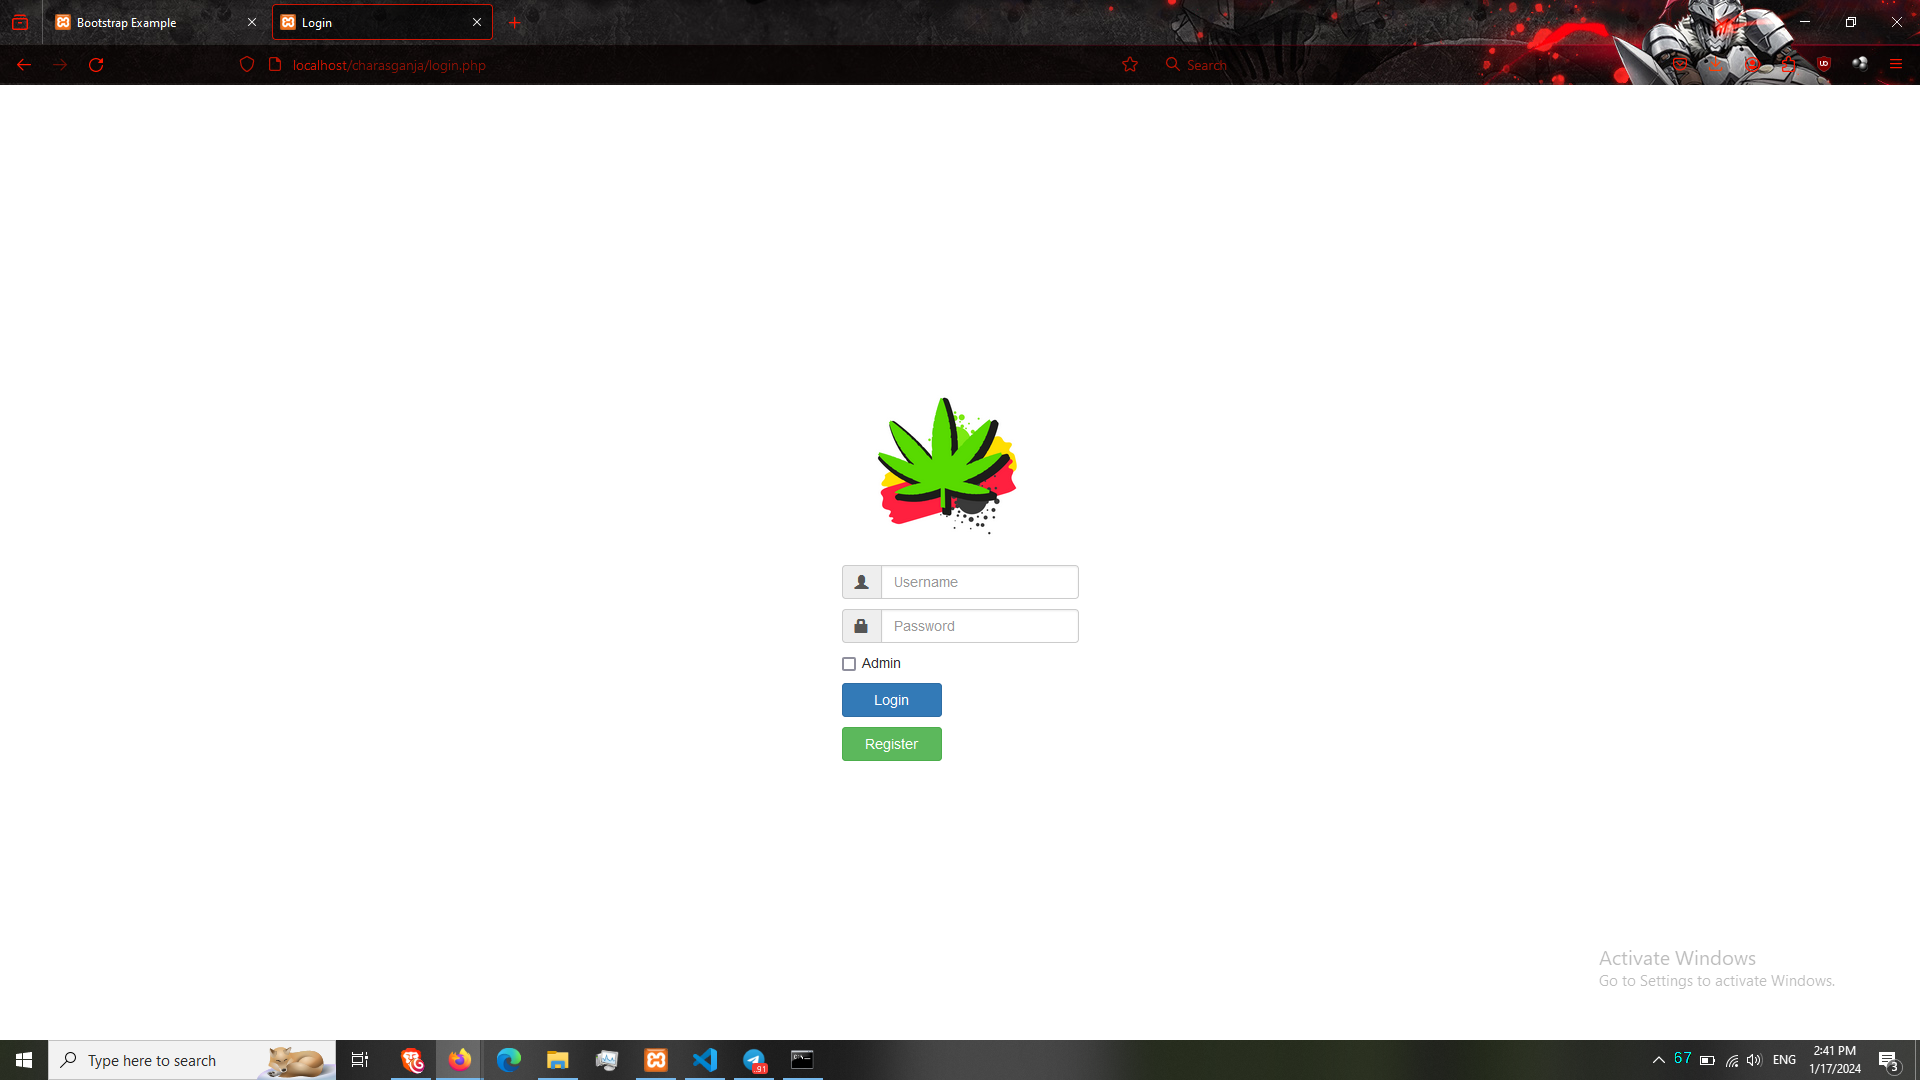 Bootstrap Example
Login
localhost/charasganja/login.php
Search
Username
Password
Admin
Login
Register
Activate Windows
Go to Settings to activate Windows.
Type here to search
.91
67
ENG
2:41 PM
1/17/2024
3